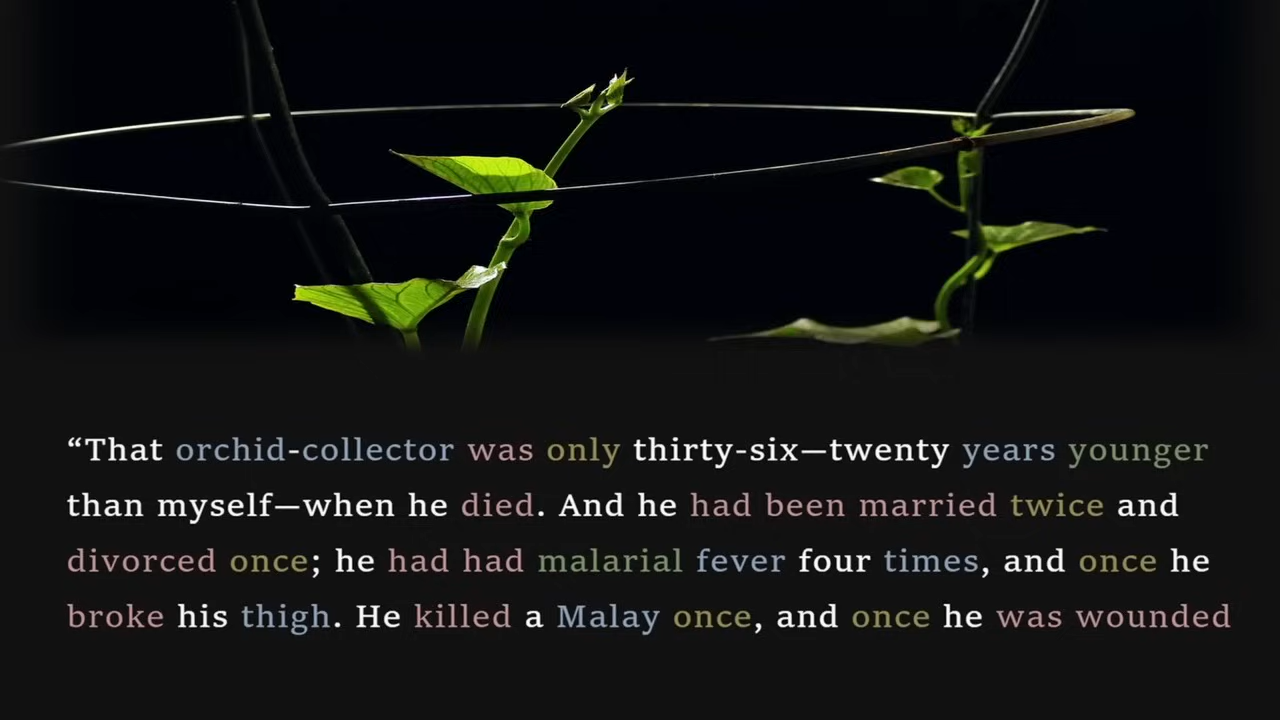 “That orchid-collector was only thirty-six—twenty years younger
than myself—when he died. And he had been married twice and
divorced once; he had had malarial fever four times, and once he
broke his thigh. He killed a Malay once, and once he was wounded